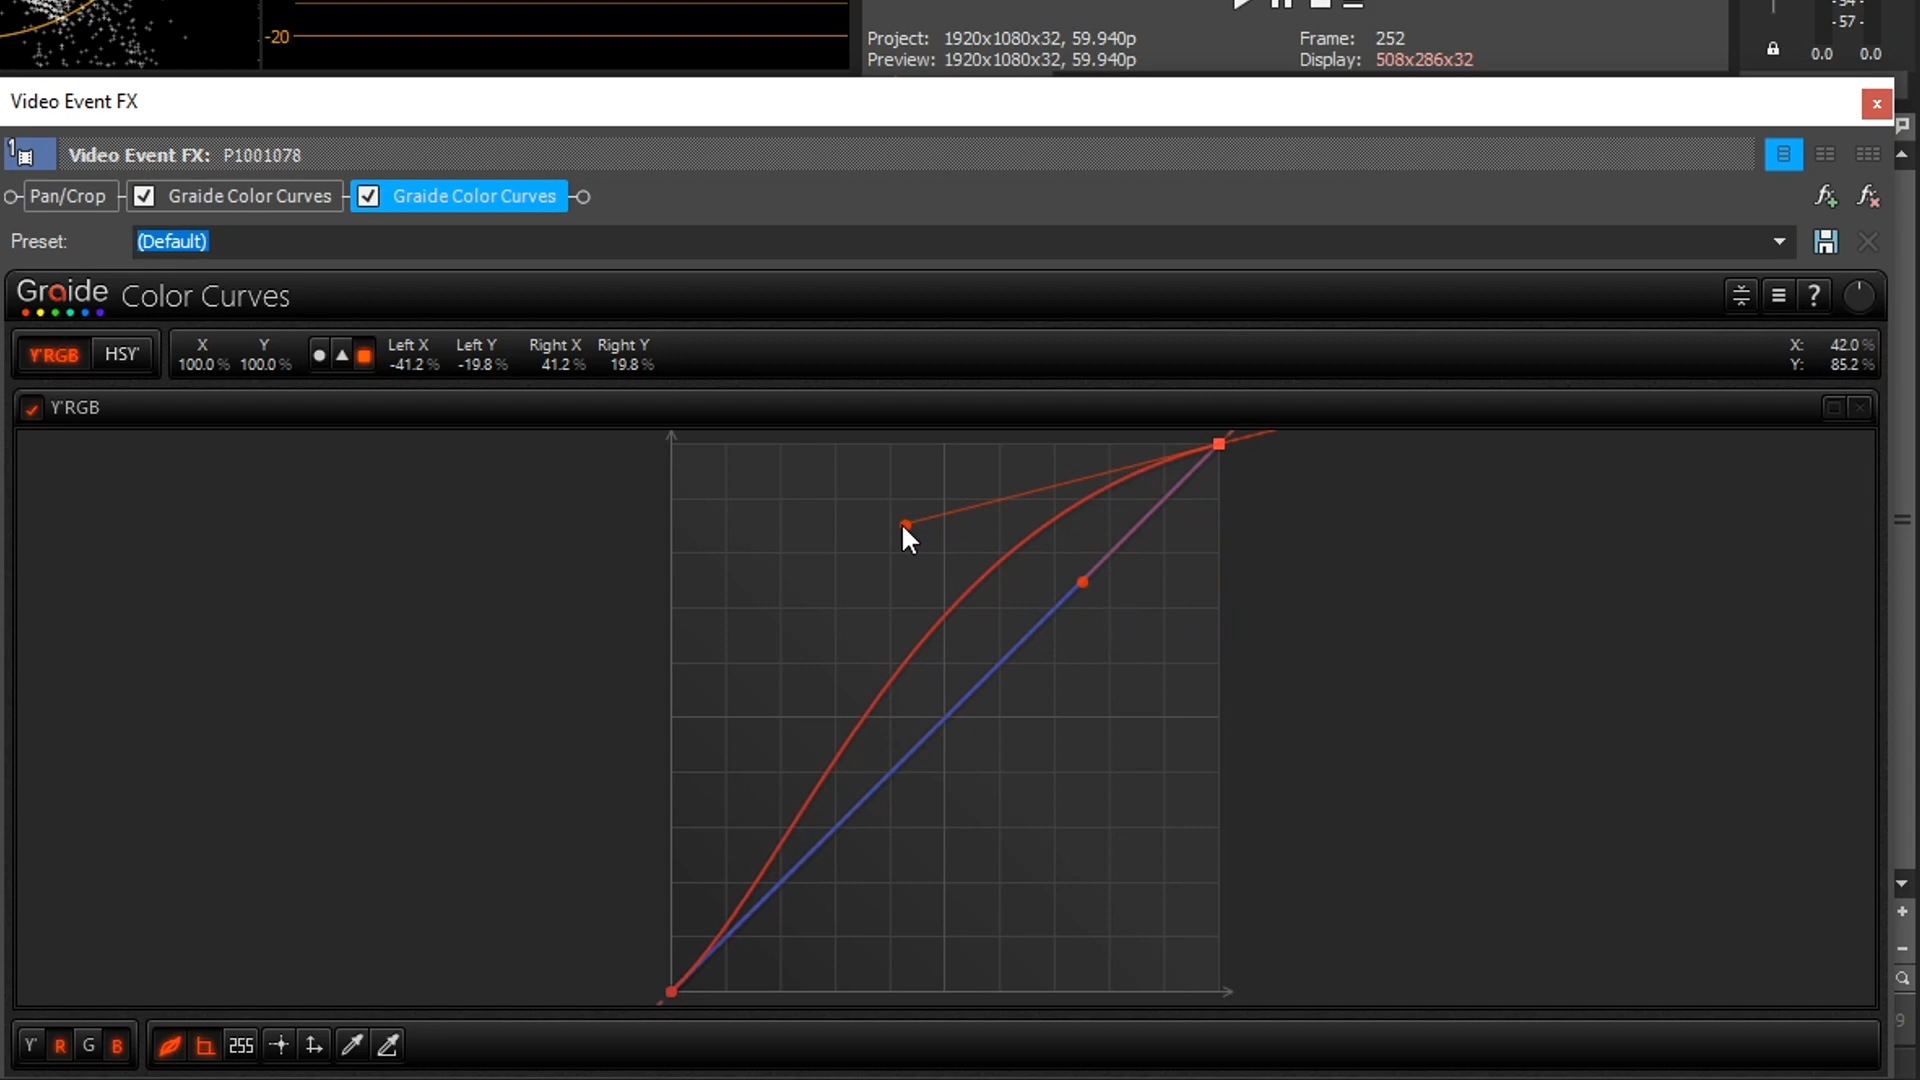 -20
Project: 1920x1080x32, 59.940p
Preview: 1920x1080x32, 59.940p
Frame: 252
Display: 508x286x32
-54-
-57-
0.0 0.0
Video Event FX
x
1
Video Event FX: P1001078
Pan/Crop Graide Color Curves Graide Color Curves
Preset: (Default)
Graide Color Curves
?
Y'RGB HSY'
X Y Left X Left Y Right X Right Y
100.0 % 100.0 % -41.2 % -19.8 % 41.2 % 19.8 %
X: 42.0 %
Y: 85.2 %
Y'RGB
Y' R G B 255
9